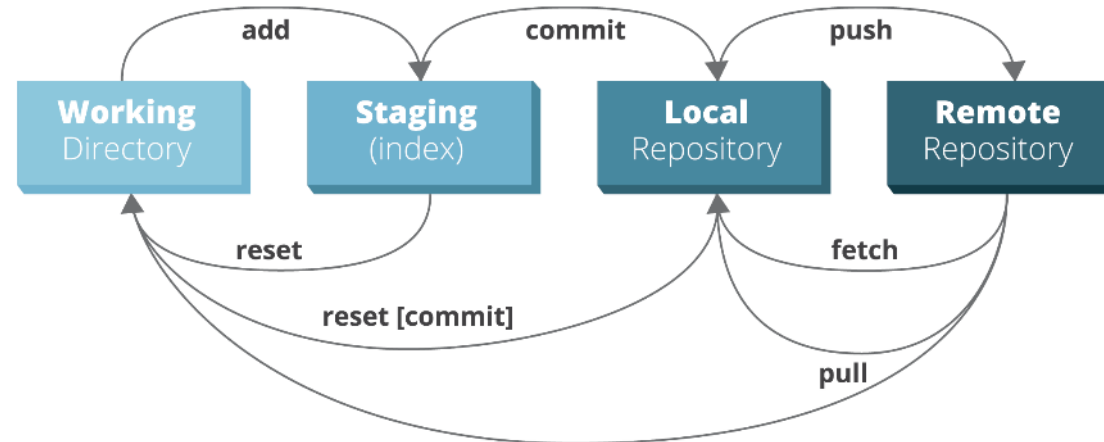 add
commit
push
Working
Directory
Staging
(index)
Local
Repository
Remote
Repository
reset
fetch
reset [commit]
pull